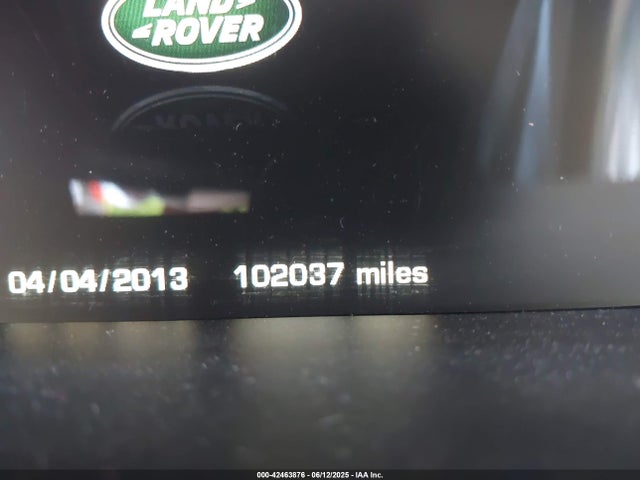 LAND
ROVER
04/04/2013 102037 miles
000-42463876 - 06/12/2025 - IAA Inc.